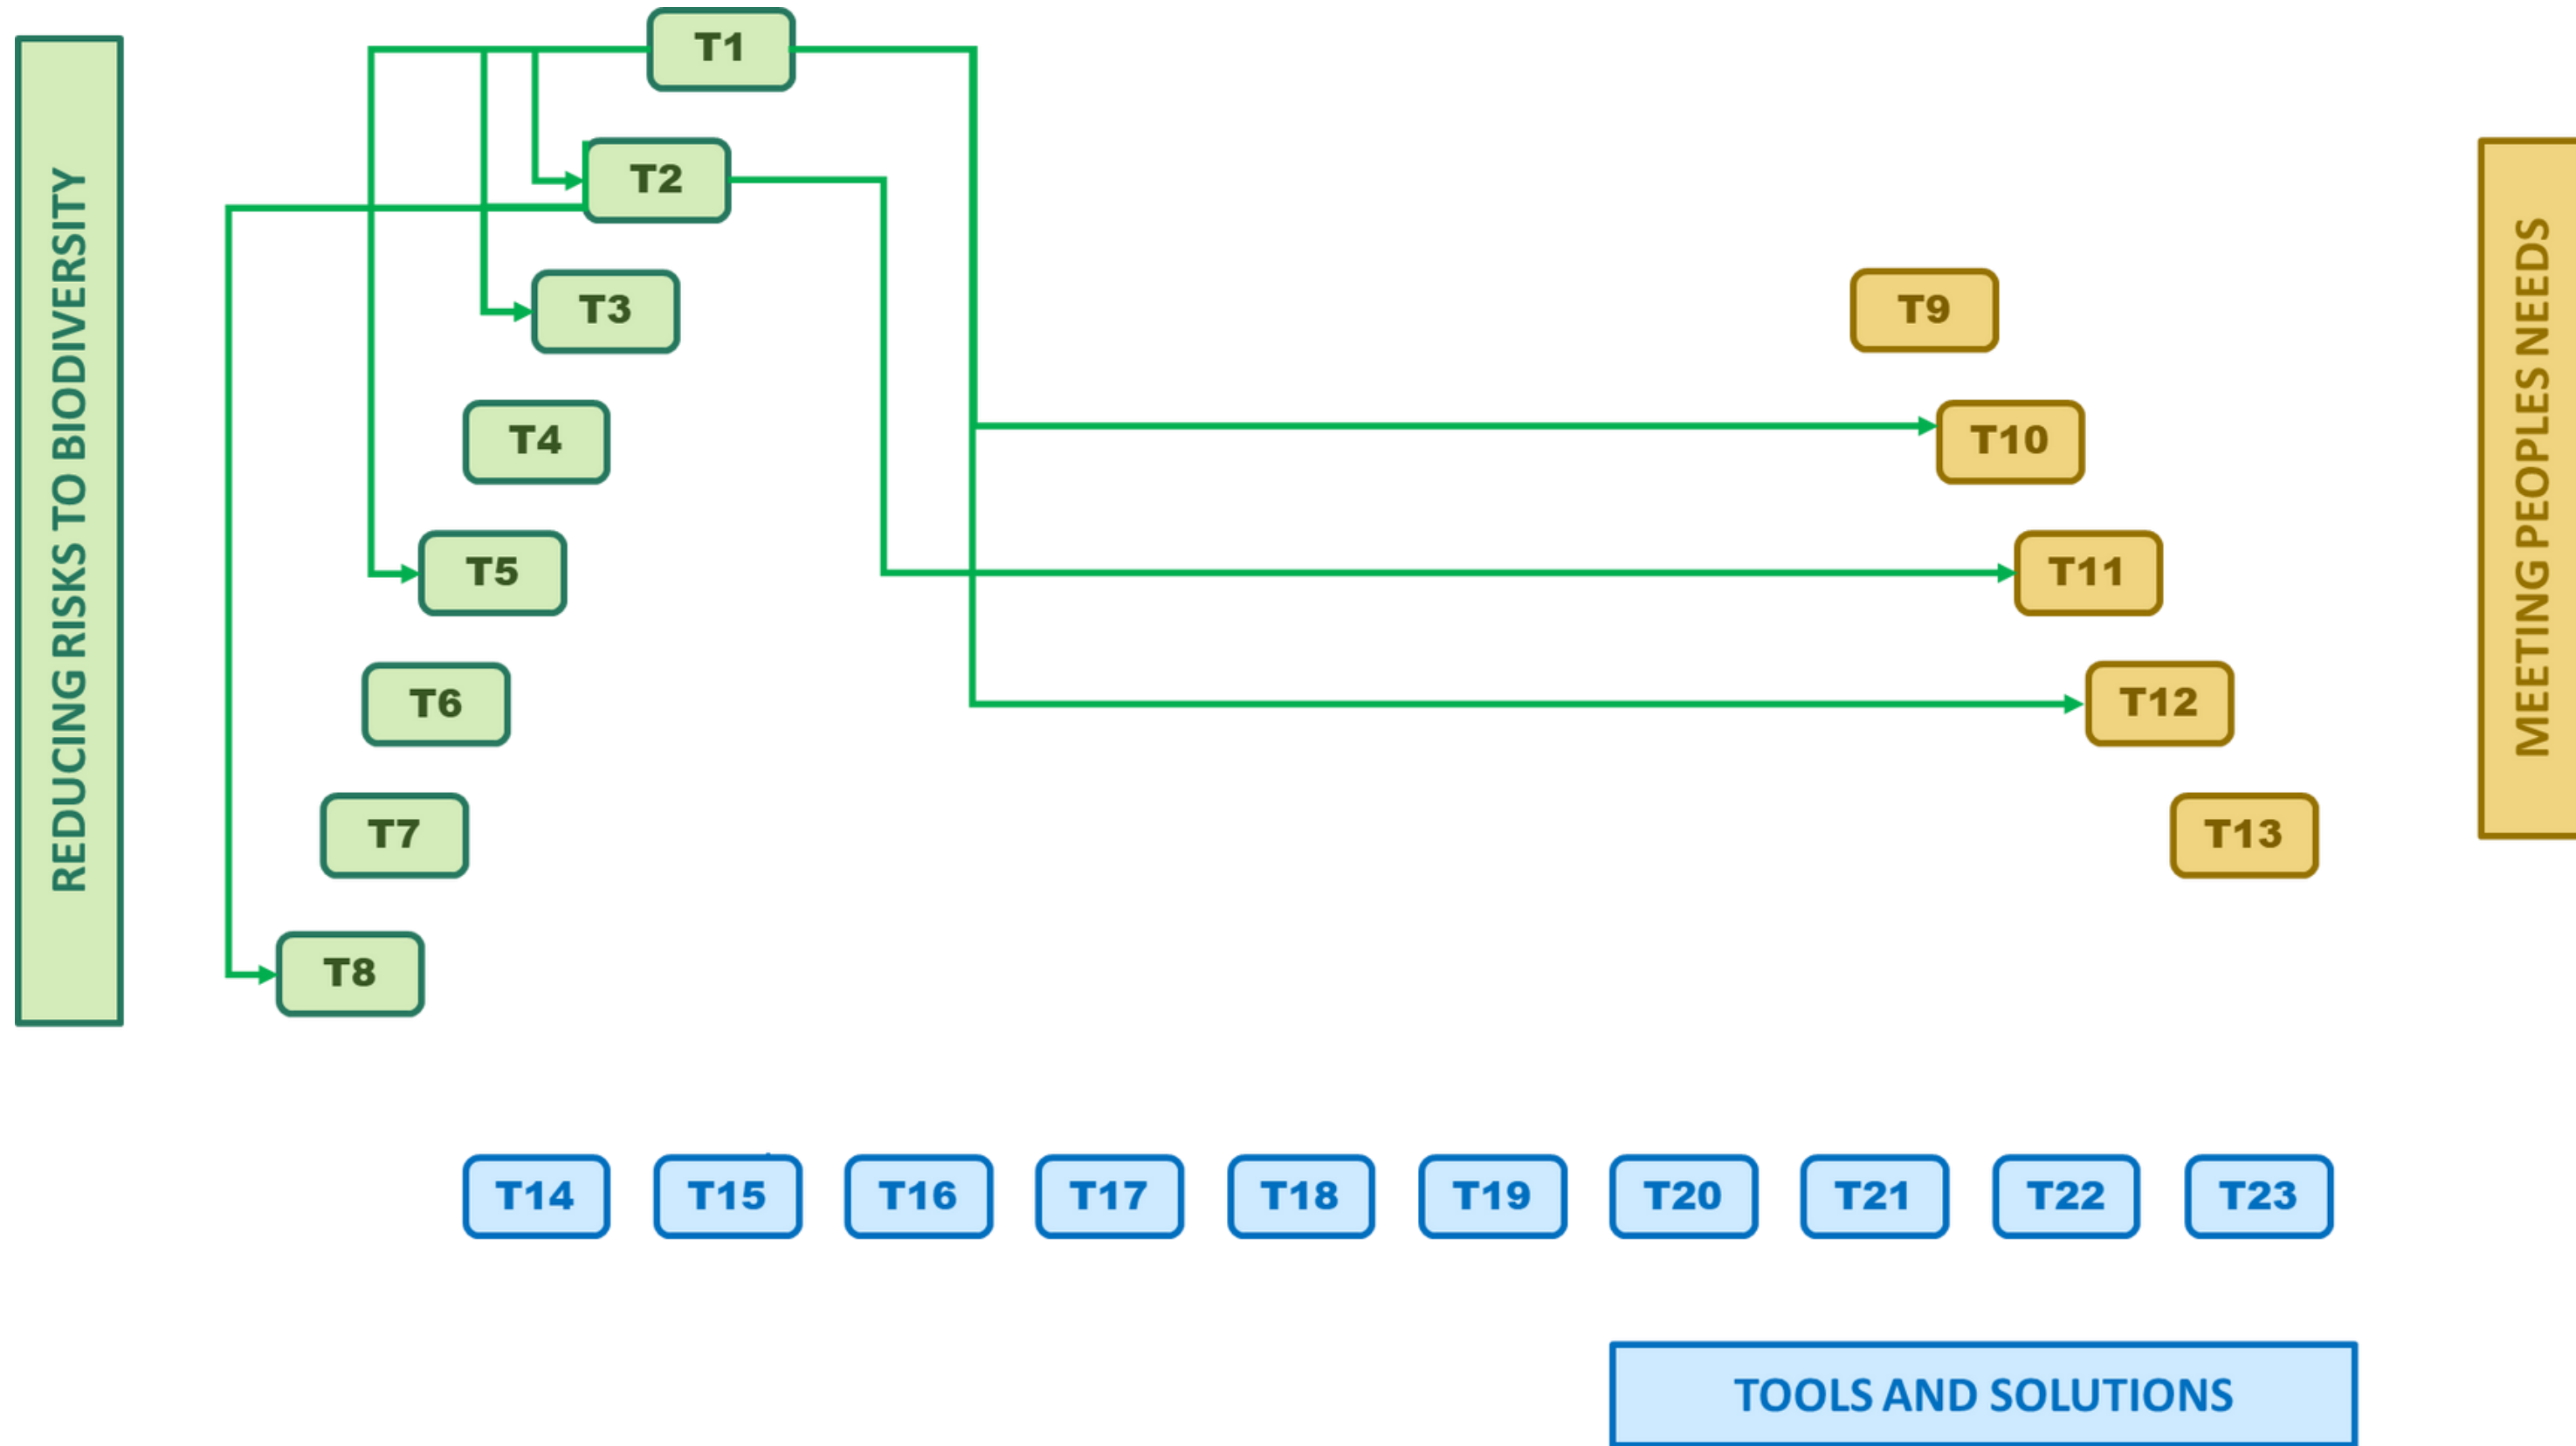 REDUCING RISKS TO BIODIVERSITY
T1
T2
T3
T4
T5
T6
T7
T8
T9
T10
T11
T12
T13
MEETING PEOPLES NEEDS
T14 T15 T16 T17 T18 T19 T20 T21 T22 T23
TOOLS AND SOLUTIONS